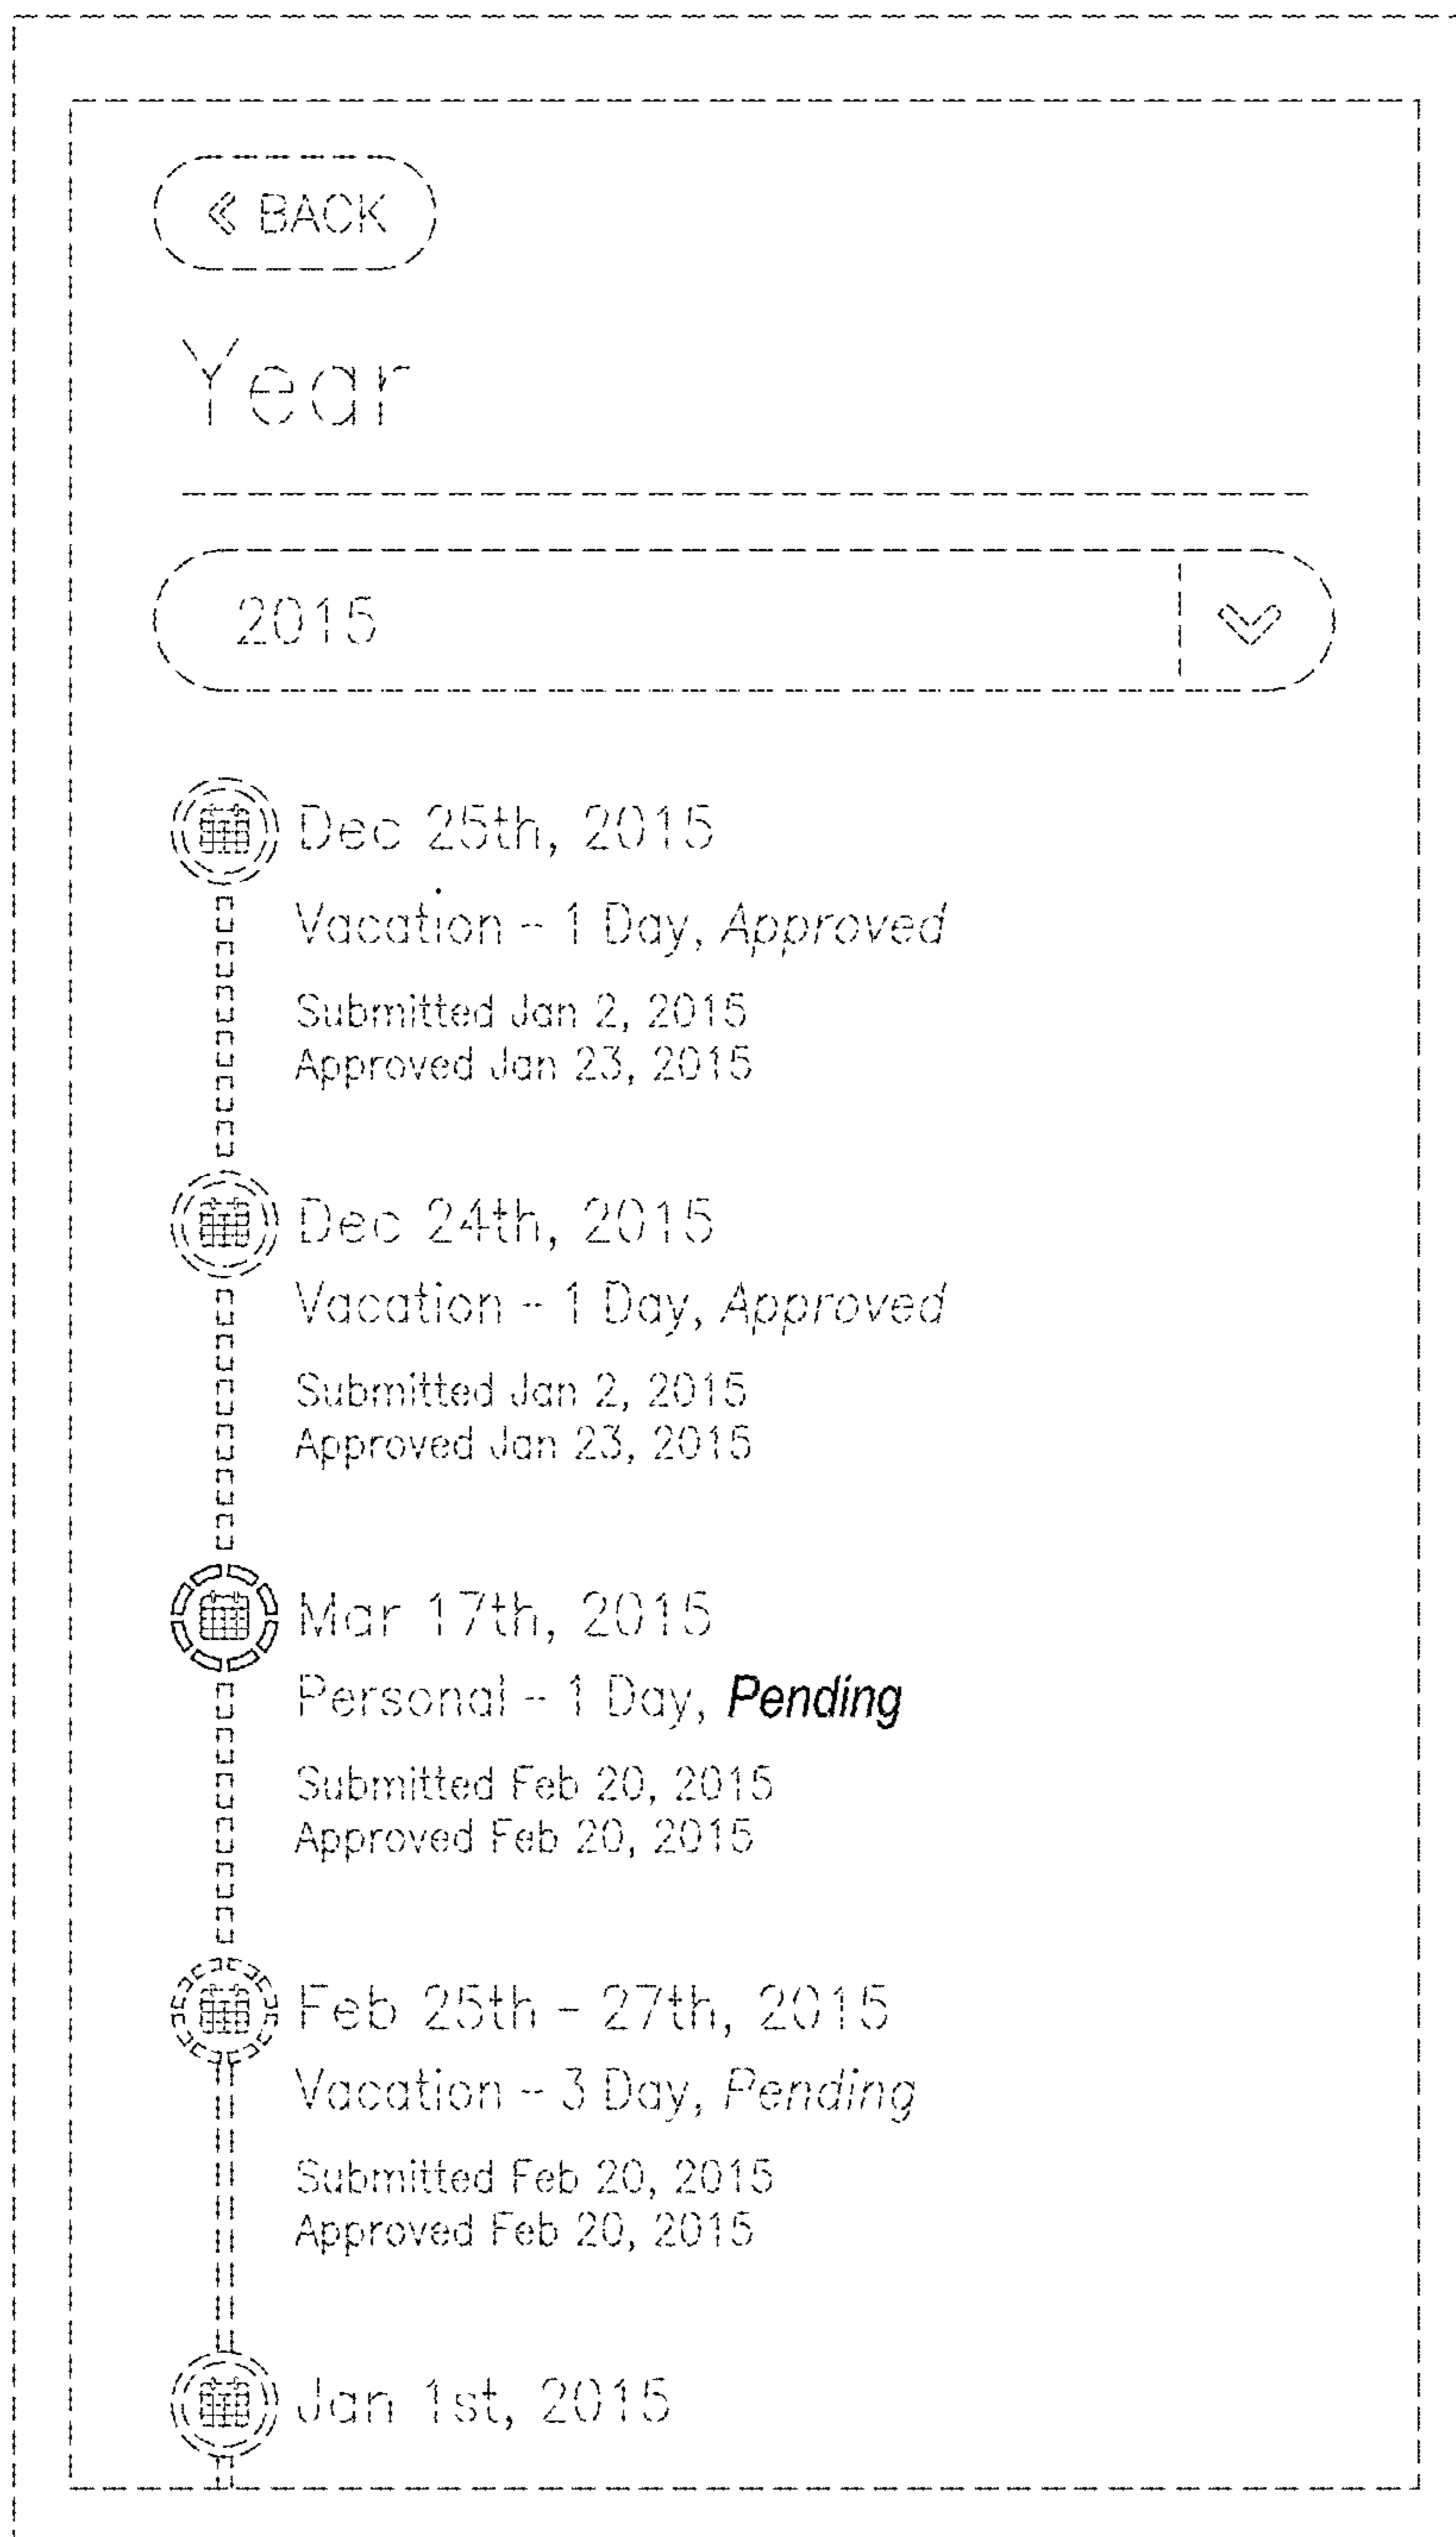 « BACK
Year
2015
Dec 25th, 2015
Vacation - 1 Day, Approved
Submitted Jan 2, 2015
Approved Jan 23, 2015
Dec 24th, 2015
Vacation - 1 Day, Approved
Submitted Jan 2, 2015
Approved Jan 23, 2015
Mar 17th, 2015
Personal - 1 Day, Pending
Submitted Feb 20, 2015
Approved Feb 20, 2015
Feb 25th - 27th, 2015
Vacation - 3 Day, Pending
Submitted Feb 20, 2015
Approved Feb 20, 2015
Jan 1st, 2015